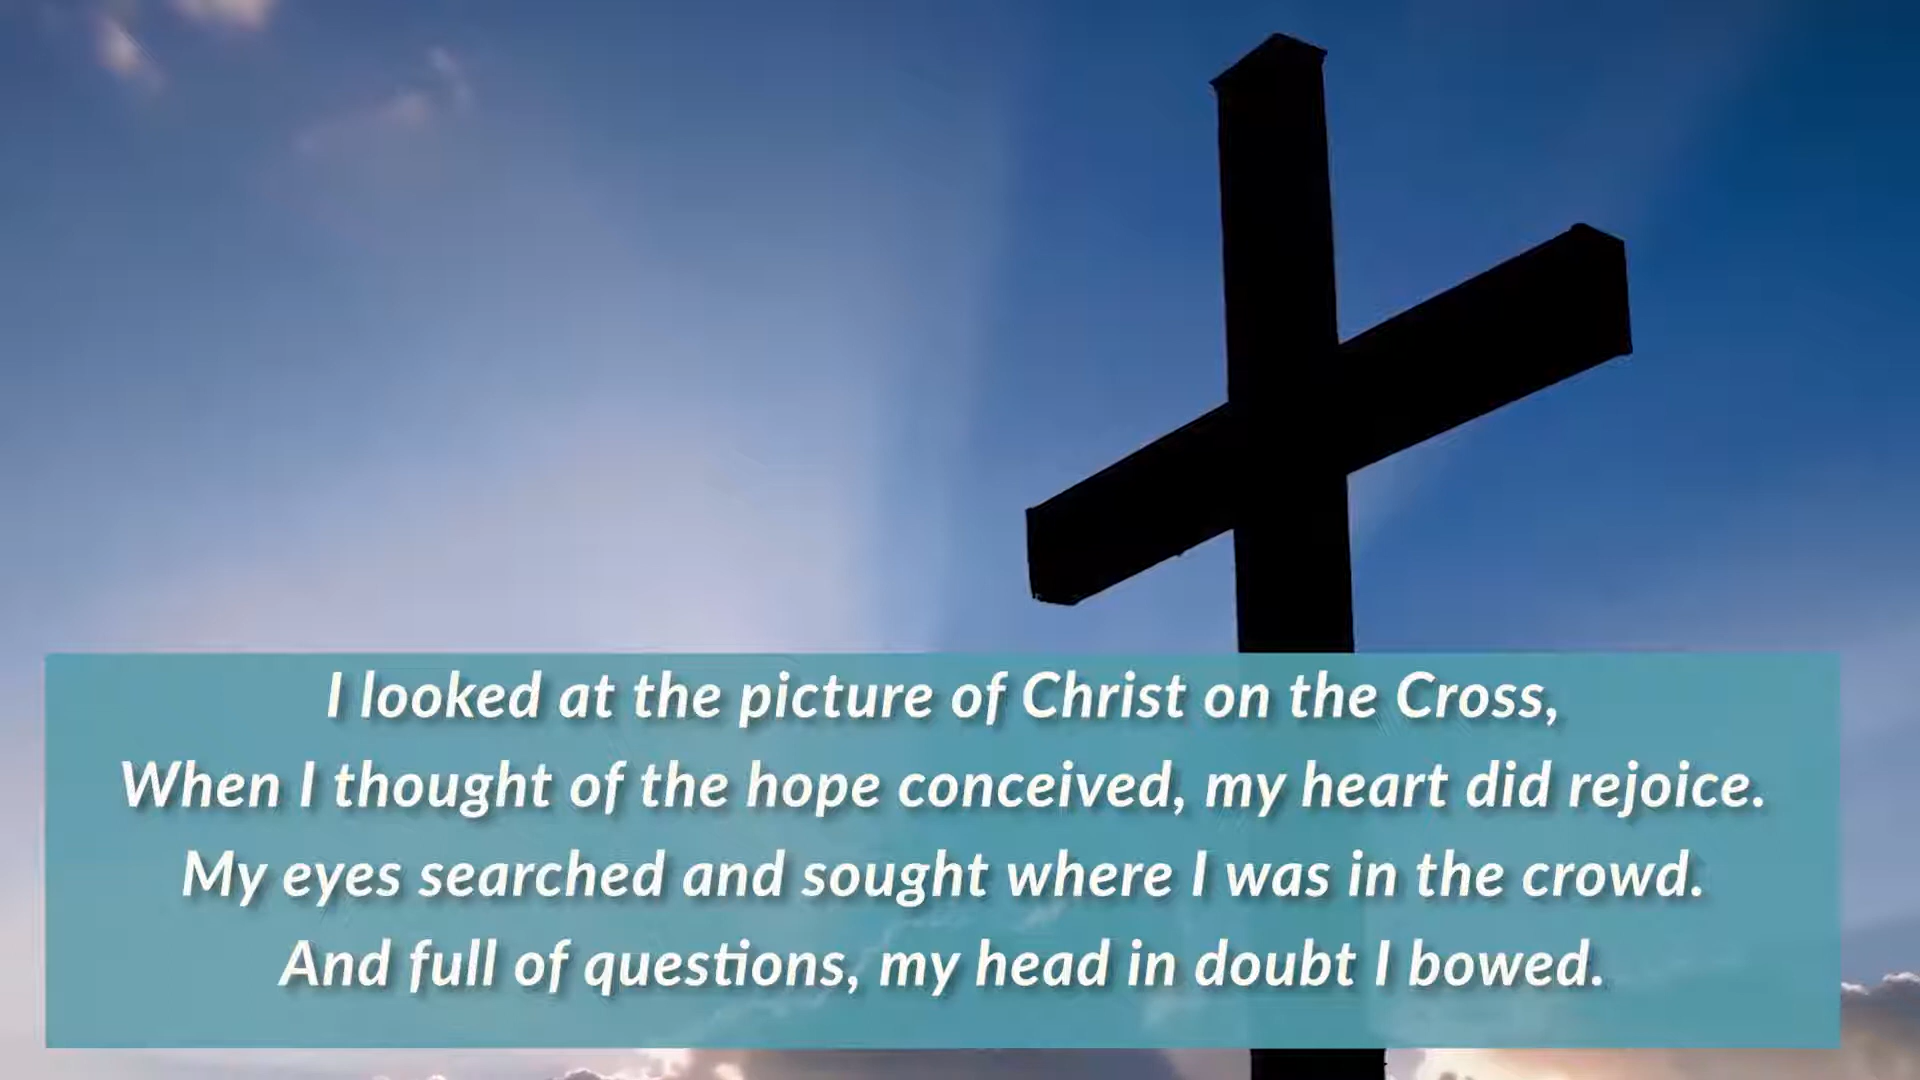 I looked at the picture of Christ on the Cross,
When I thought of the hope conceived, my heart did rejoice.
My eyes searched and sought where I was in the crowd.
And full of questions, my head in doubt I bowed.